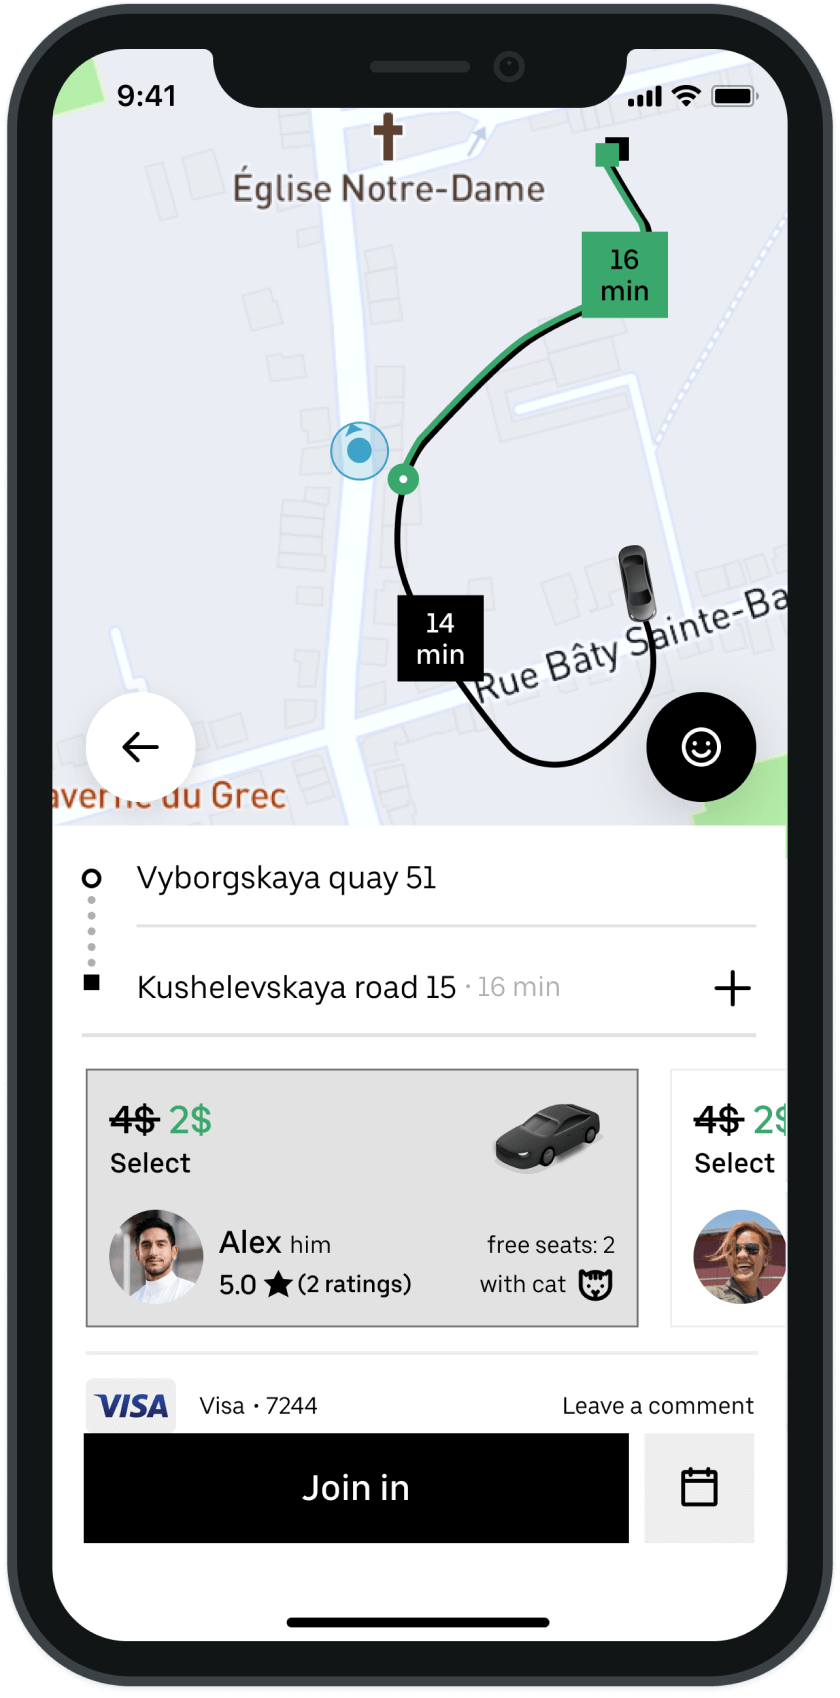 9:41
Église Notre-Dame
16
min
14
min
Rue Bâty Sainte-Ba
averne du Grec
Vyborgskaya quay 51
Kushelevskaya road 15 · 16 min
4$ 2$
Select
Alex him
5.0 ★ (2 ratings)
free seats: 2
with cat
4$ 2$
Select
VISA Visa · 7244 Leave a comment
Join in